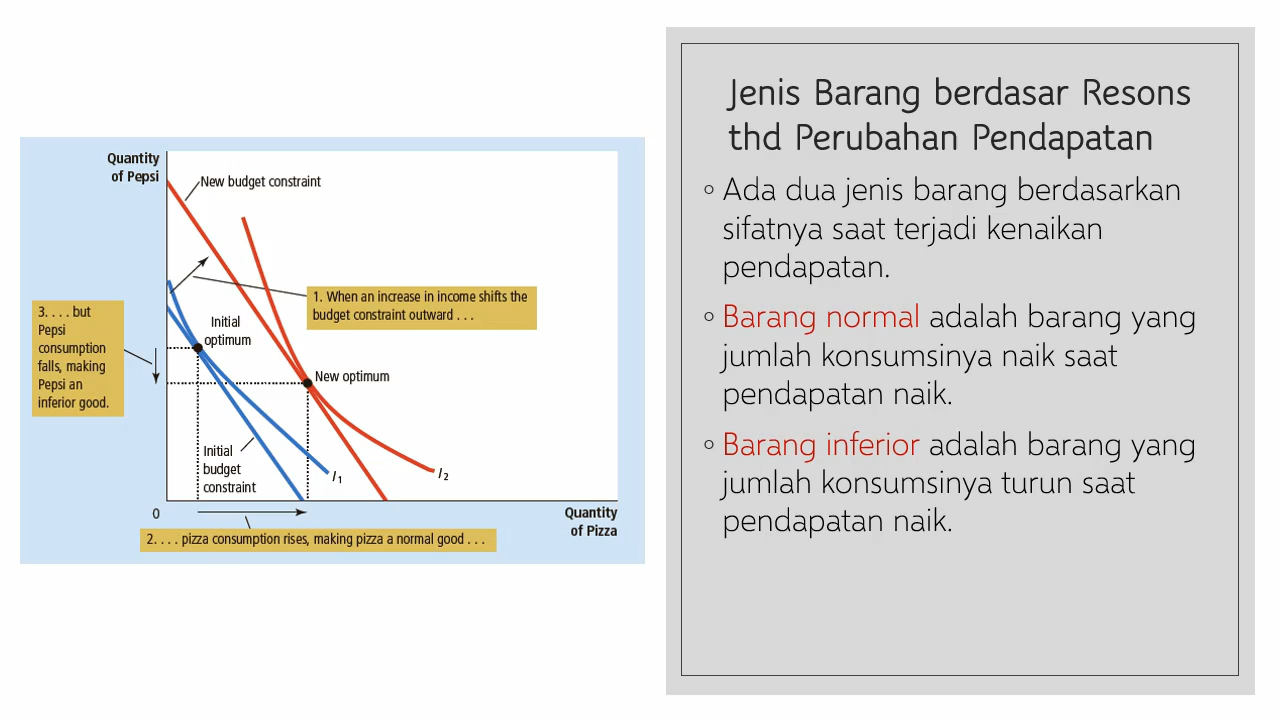 Quantity
of Pepsi
New budget constraint
1. When an increase in income shifts the
budget constraint outward . . .
3. . . . but
Pepsi
consumption
falls, making
Pepsi an
inferior good.
Initial
optimum
New optimum
Initial
budget
constraint
I1
I2
0
Quantity
of Pizza
2. . . . pizza consumption rises, making pizza a normal good . . .
Jenis Barang berdasar Resons
thd Perubahan Pendapatan
◦ Ada dua jenis barang berdasarkan
sifatnya saat terjadi kenaikan
pendapatan.
◦ Barang normal adalah barang yang
jumlah konsumsinya naik saat
pendapatan naik.
◦ Barang inferior adalah barang yang
jumlah konsumsinya turun saat
pendapatan naik.